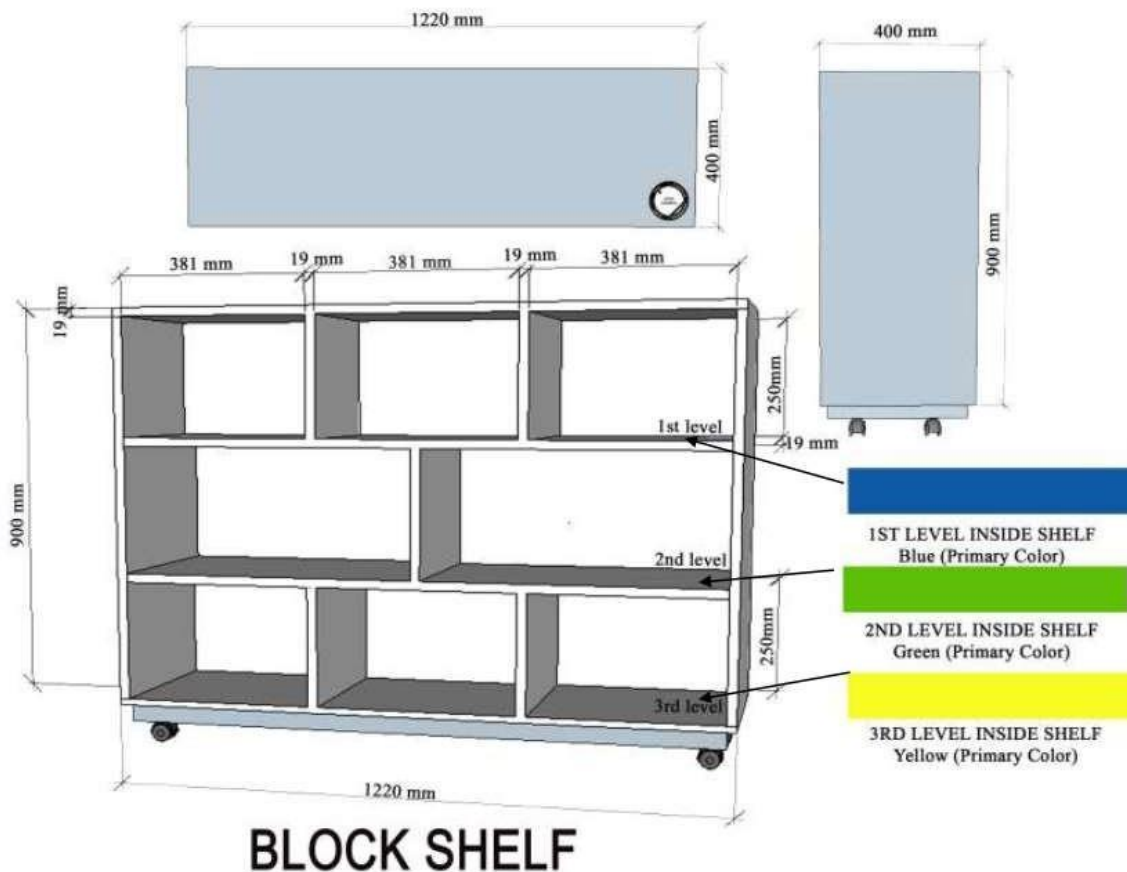 1220 mm
400 mm
400 mm
900 mm
381 mm
19 mm
381 mm
19 mm
381 mm
19 mm
250mm
1st level
19 mm
900 mm
1ST LEVEL INSIDE SHELF
Blue (Primary Color)
2nd level
2ND LEVEL INSIDE SHELF
Green (Primary Color)
250mm
3rd level
3RD LEVEL INSIDE SHELF
Yellow (Primary Color)
1220 mm
BLOCK SHELF